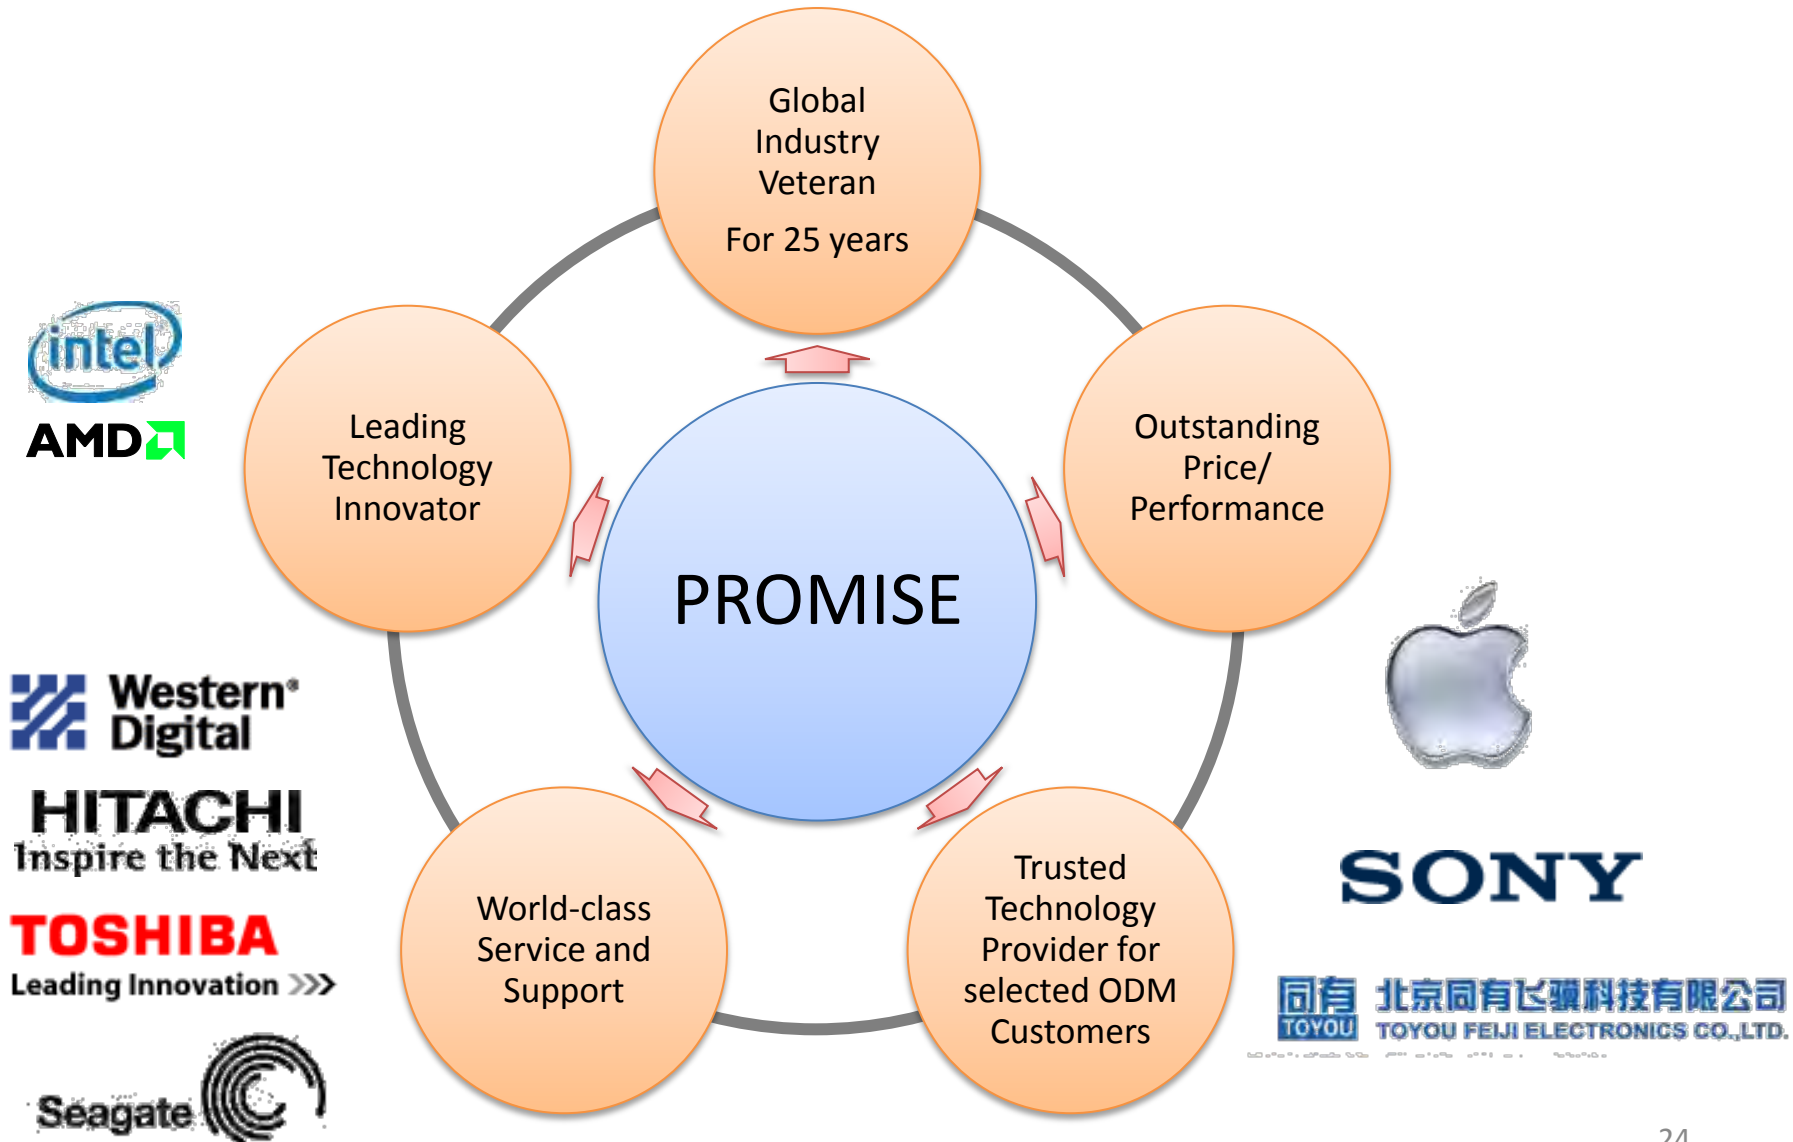 Global
Industry
Veteran
For 25 years
Leading
Technology
Innovator
Outstanding
Price/
Performance
PROMISE
World-class
Service and
Support
Trusted
Technology
Provider for
selected ODM
Customers
intel
AMD
Western®
Digital
HITACHI
Inspire the Next
TOSHIBA
Leading Innovation >>>
Seagate
SONY
同有
TOYOU
北京同有飞骥科技有限公司
TOYOU FEIJI ELECTRONICS CO.,LTD.
24